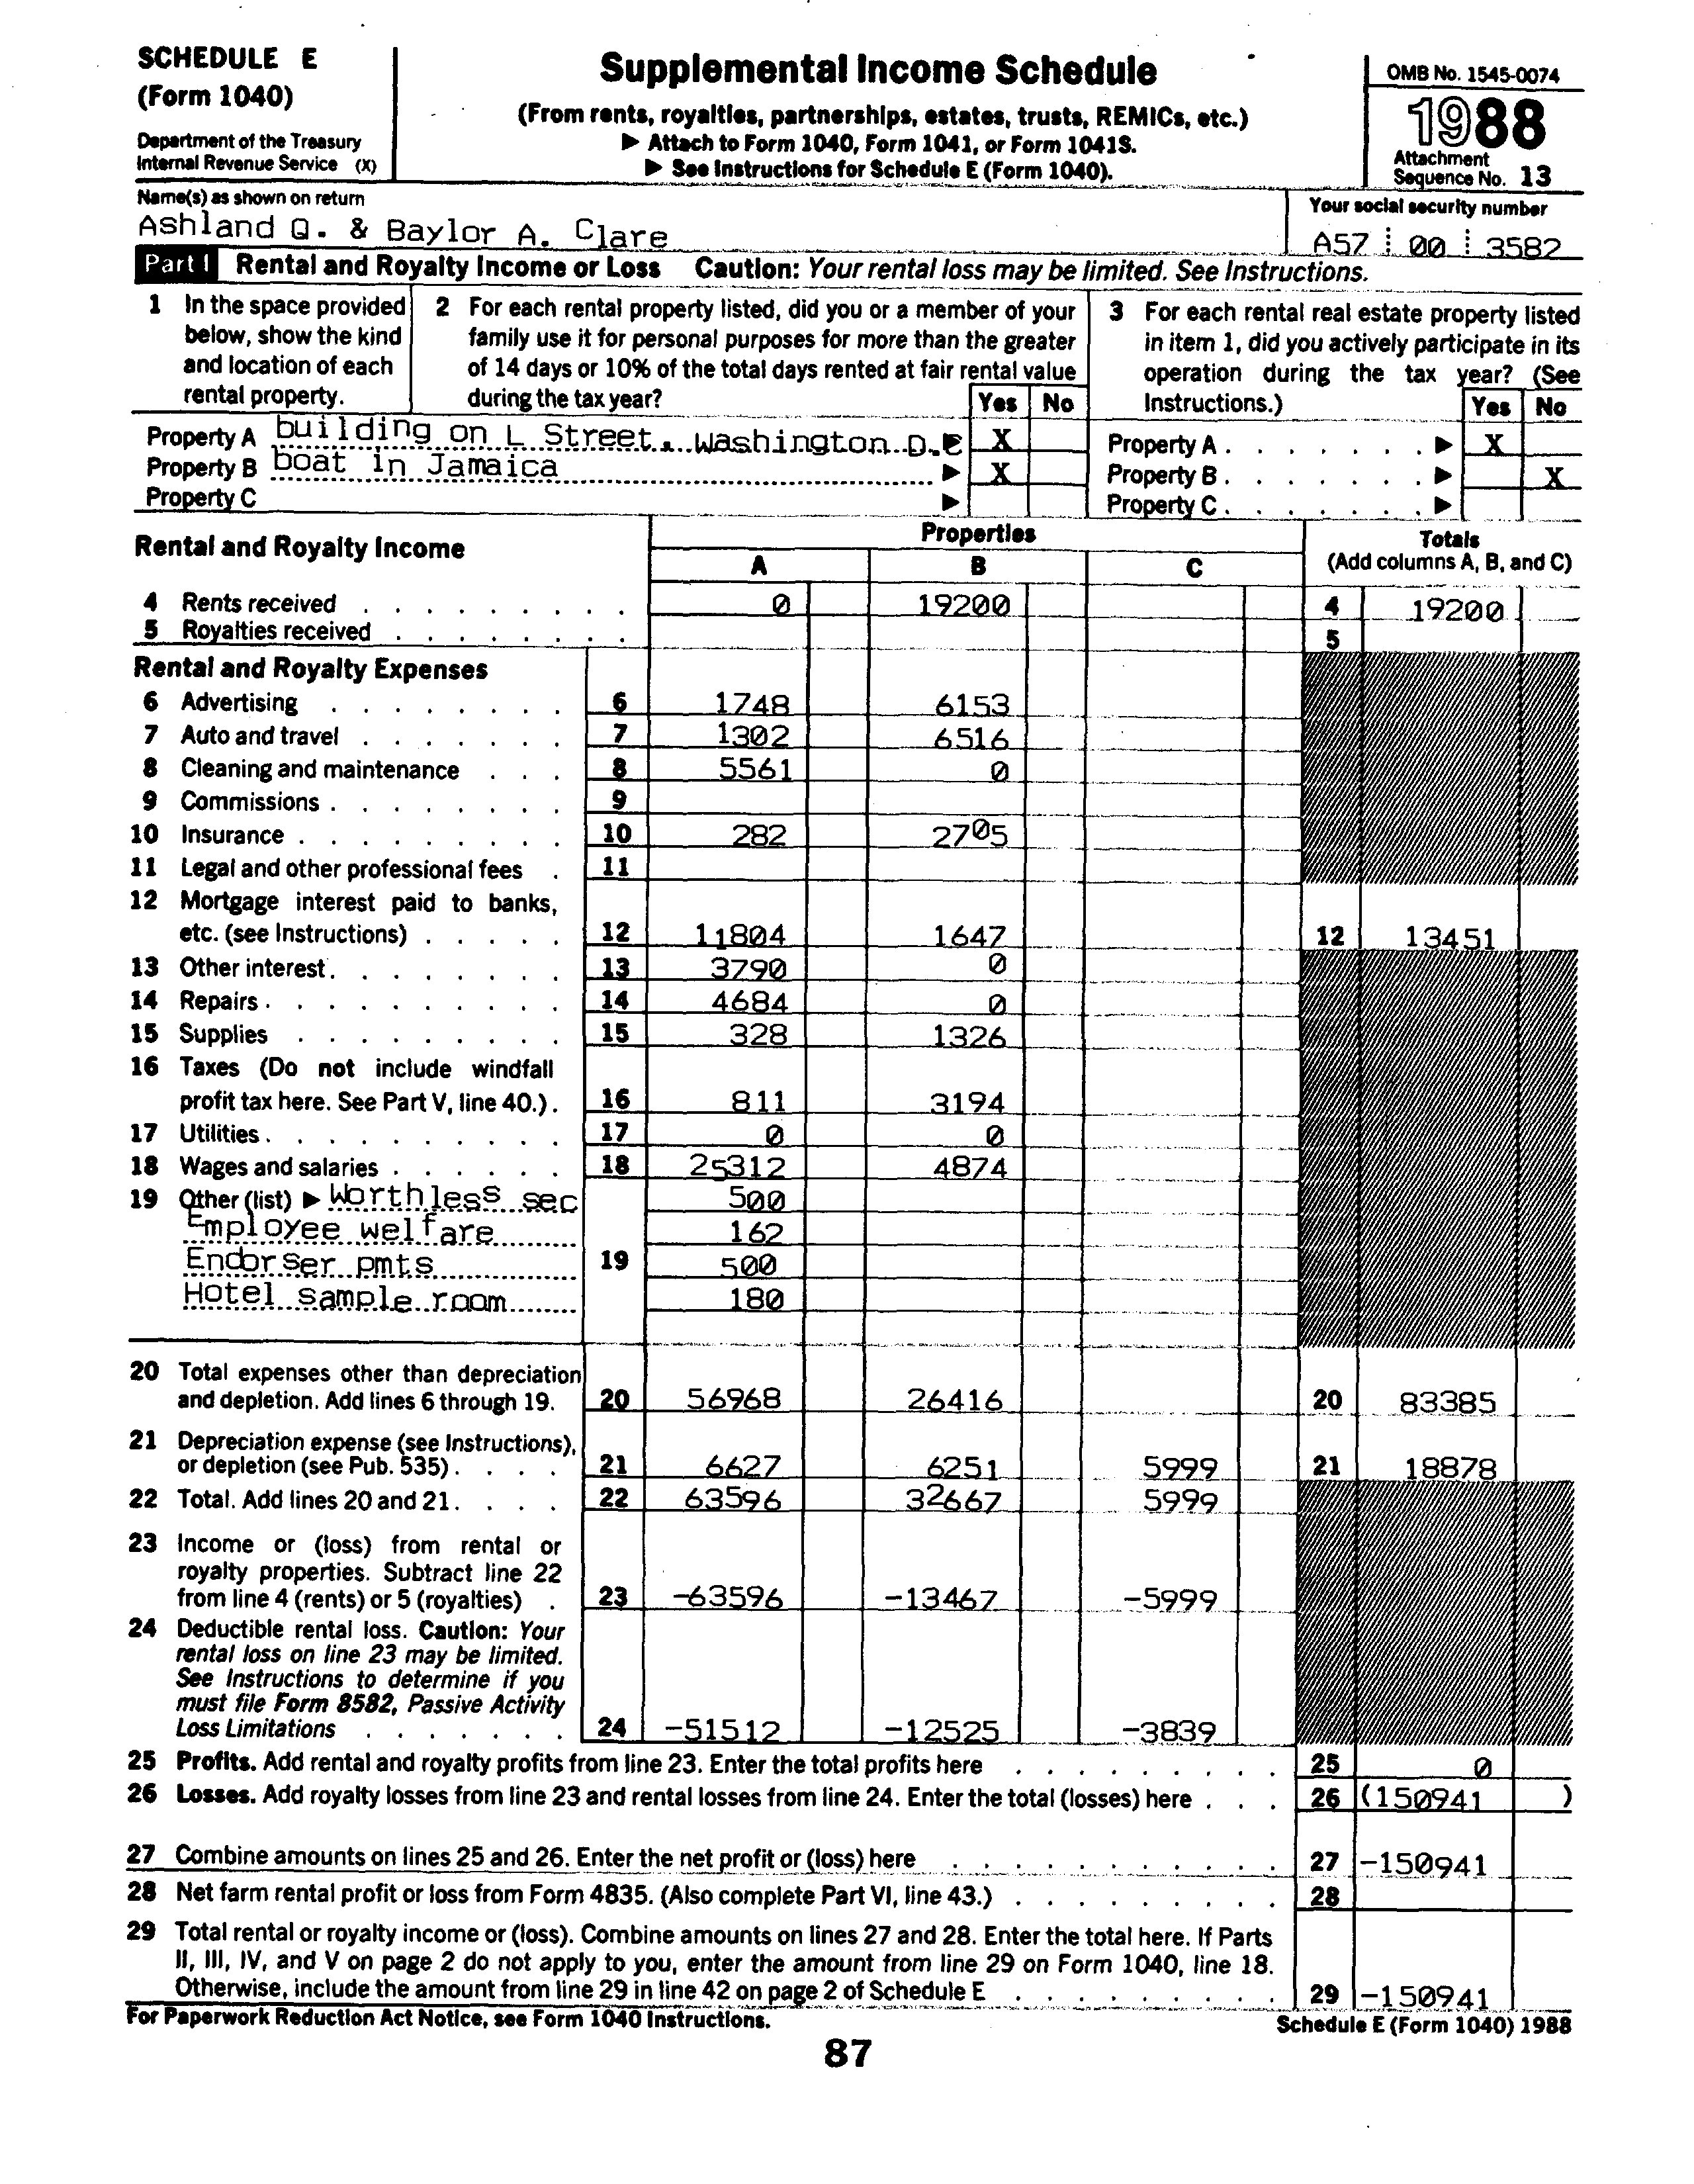 SCHEDULE E
(Form 1040)
Department of the Treasury
Internal Revenue Service (X)
Supplemental Income Schedule
(From rents, royalties, partnerships, estates, trusts, REMICs, etc.)
▶ Attach to Form 1040, Form 1041, or Form 1041S.
▶ See Instructions for Schedule E (Form 1040).
OMB No. 1545-0074
1988
Attachment
Sequence No. 13
Name(s) as shown on return
Ashland Q. & Baylor A. Clare
Your social security number
A57 00 3582
Part I Rental and Royalty Income or Loss Caution: Your rental loss may be limited. See Instructions.
1 In the space provided
below, show the kind
and location of each
rental property.
2 For each rental property listed, did you or a member of your
family use it for personal purposes for more than the greater
of 14 days or 10% of the total days rented at fair rental value
during the tax year? Yes No
3 For each rental real estate property listed
in item 1, did you actively participate in its
operation during the tax year? (See
Instructions.) Yes No
Property A building on L Street, Washington D.C ▶ X Property A . . . . . . . ▶ X
Property B boat in Jamaica ▶ X Property B . . . . . . . ▶ X
Property C ▶ Property C . . . . . . . ▶
Rental and Royalty Income
Properties
A B C
Totals
(Add columns A, B, and C)
4 Rents received . . . . . . . . . 0 19200 4 19200
5 Royalties received . . . . . . . . 5
Rental and Royalty Expenses
6 Advertising . . . . . . . . 6 1748 6153
7 Auto and travel . . . . . . . 7 1302 6516
8 Cleaning and maintenance . . . 8 5561 0
9 Commissions . . . . . . . . 9
10 Insurance . . . . . . . . . 10 282 2705
11 Legal and other professional fees . 11
12 Mortgage interest paid to banks,
etc. (see Instructions) . . . . . 12 11804 1647 12 13451
13 Other interest . . . . . . . . 13 3790 0
14 Repairs . . . . . . . . . . 14 4684 0
15 Supplies . . . . . . . . . 15 328 1326
16 Taxes (Do not include windfall
profit tax here. See Part V, line 40.) . 16 811 3194
17 Utilities . . . . . . . . . . 17 0 0
18 Wages and salaries . . . . . . 18 25312 4874
19 Other (list) ▶ Worthless sec 500
Employee welfare 162
Endorser pmts 19 500
Hotel sample room 180
20 Total expenses other than depreciation
and depletion. Add lines 6 through 19. 20 56968 26416 20 83385
21 Depreciation expense (see Instructions),
or depletion (see Pub. 535) . . . . 21 6627 6251 5999 21 18878
22 Total. Add lines 20 and 21 . . . . 22 63596 32667 5999
23 Income or (loss) from rental or
royalty properties. Subtract line 22
from line 4 (rents) or 5 (royalties) . 23 -63596 -13467 -5999
24 Deductible rental loss. Caution: Your
rental loss on line 23 may be limited.
See Instructions to determine if you
must file Form 8582, Passive Activity
Loss Limitations . . . . . . . 24 -51512 -12525 -3839
25 Profits. Add rental and royalty profits from line 23. Enter the total profits here . . . . . . . . . 25 0
26 Losses. Add royalty losses from line 23 and rental losses from line 24. Enter the total (losses) here . . . 26 (150941 )
27 Combine amounts on lines 25 and 26. Enter the net profit or (loss) here . . . . . . . . . . . 27 -150941
28 Net farm rental profit or loss from Form 4835. (Also complete Part VI, line 43.) . . . . . . . . . 28
29 Total rental or royalty income or (loss). Combine amounts on lines 27 and 28. Enter the total here. If Parts
II, III, IV, and V on page 2 do not apply to you, enter the amount from line 29 on Form 1040, line 18.
Otherwise, include the amount from line 29 in line 42 on page 2 of Schedule E . . . . . . . . . 29 -150941
For Paperwork Reduction Act Notice, see Form 1040 Instructions.
Schedule E (Form 1040) 1988
87